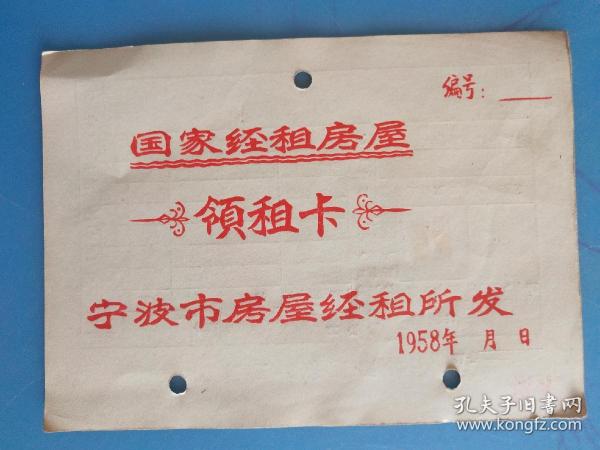 编号：
国家经租房屋
領租卡
宁波市房屋经租所发
1958年 月 日
孔夫子旧书网
www.kongfz.com